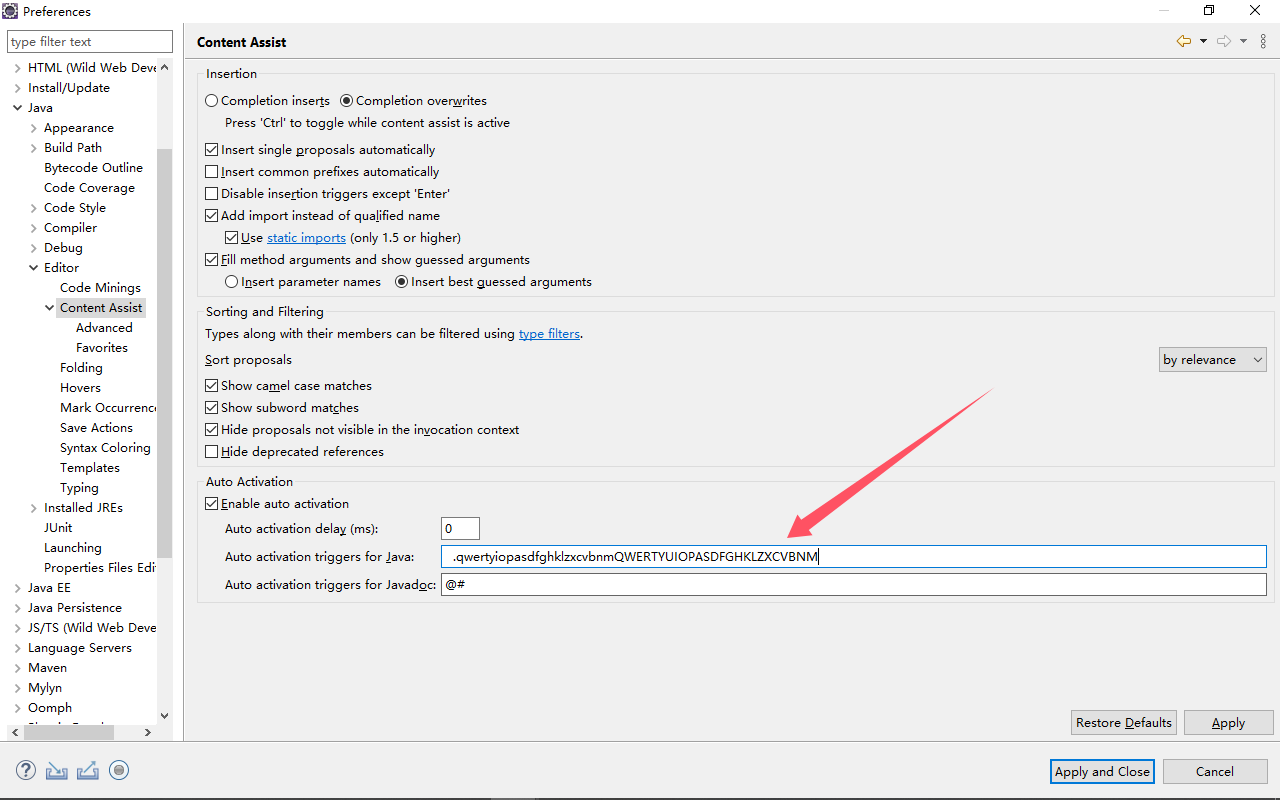 Preferences
type filter text
HTML (Wild Web Deve
Install/Update
Java
Appearance
Build Path
Bytecode Outline
Code Coverage
Code Style
Compiler
Debug
Editor
Code Minings
Content Assist
Advanced
Favorites
Folding
Hovers
Mark Occurrenc
Save Actions
Syntax Coloring
Templates
Typing
Installed JREs
JUnit
Launching
Properties Files Edi
Java EE
Java Persistence
JS/TS (Wild Web Deve
Language Servers
Maven
Mylyn
Oomph
Content Assist
Insertion
Completion inserts Completion overwrites
Press 'Ctrl' to toggle while content assist is active
Insert single proposals automatically
Insert common prefixes automatically
Disable insertion triggers except 'Enter'
Add import instead of qualified name
Use static imports (only 1.5 or higher)
Fill method arguments and show guessed arguments
Insert parameter names Insert best guessed arguments
Sorting and Filtering
Types along with their members can be filtered using type filters.
Sort proposals by relevance
Show camel case matches
Show subword matches
Hide proposals not visible in the invocation context
Hide deprecated references
Auto Activation
Enable auto activation
Auto activation delay (ms): 0
Auto activation triggers for Java: .qwertyiopasdfghklzxcvbnmQWERTYUIOPASDFGHKLZXCVBNM
Auto activation triggers for Javadoc: @#
Restore Defaults Apply
Apply and Close Cancel